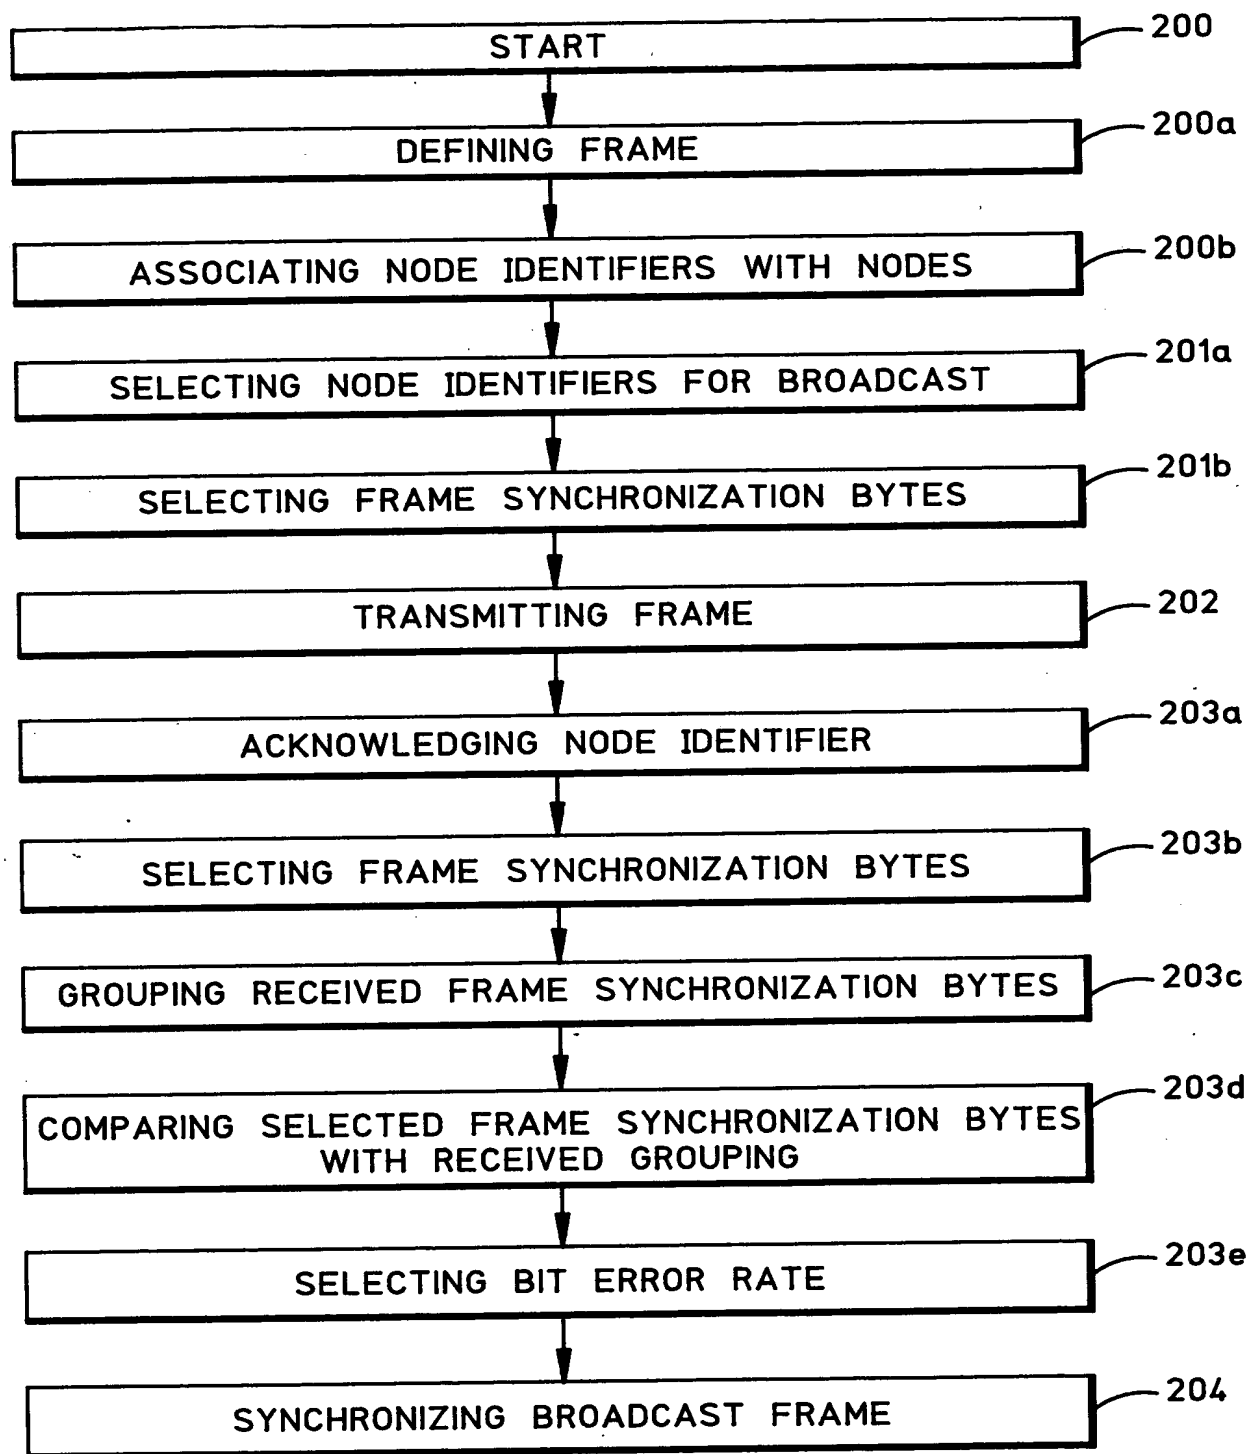 START
200
DEFINING FRAME
200a
ASSOCIATING NODE IDENTIFIERS WITH NODES
200b
SELECTING NODE IDENTIFIERS FOR BROADCAST
201a
SELECTING FRAME SYNCHRONIZATION BYTES
201b
TRANSMITTING FRAME
202
ACKNOWLEDGING NODE IDENTIFIER
203a
SELECTING FRAME SYNCHRONIZATION BYTES
203b
GROUPING RECEIVED FRAME SYNCHRONIZATION BYTES
203c
COMPARING SELECTED FRAME SYNCHRONIZATION BYTES
WITH RECEIVED GROUPING
203d
SELECTING BIT ERROR RATE
203e
SYNCHRONIZING BROADCAST FRAME
204